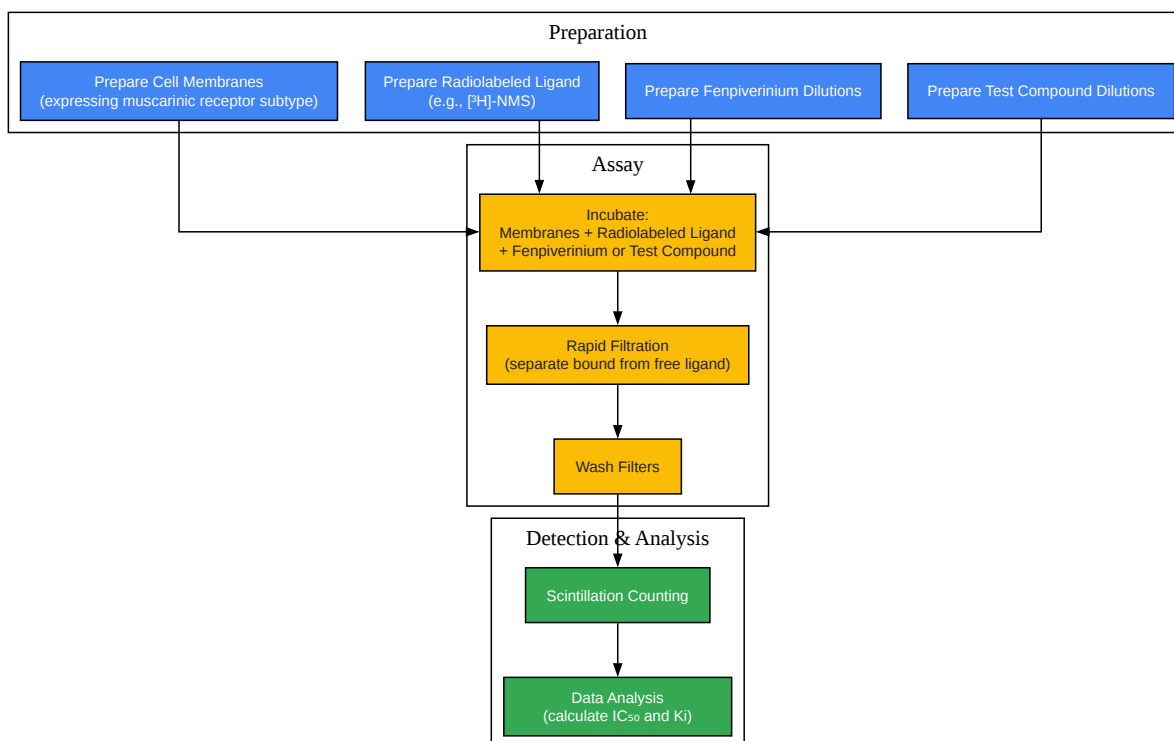 Preparation
Prepare Cell Membranes
(expressing muscarinic receptor subtype)
Prepare Radiolabeled Ligand
(e.g., [³H]-NMS)
Prepare Fenpiverinium Dilutions
Prepare Test Compound Dilutions
Assay
Incubate:
Membranes + Radiolabeled Ligand
+ Fenpiverinium or Test Compound
Rapid Filtration
(separate bound from free ligand)
Wash Filters
Detection & Analysis
Scintillation Counting
Data Analysis
(calculate IC₅₀ and Ki)